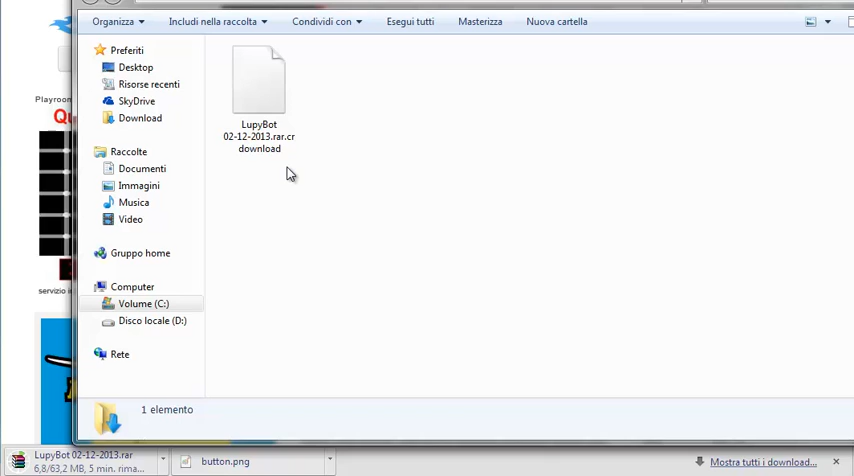 Organizza Includi nella raccolta Condividi con Esegui tutti Masterizza Nuova cartella
Preferiti
Desktop
Risorse recenti
SkyDrive
Download
Raccolte
Documenti
Immagini
Musica
Video
Gruppo home
Computer
Volume (C:)
Disco locale (D:)
Rete
LupyBot
02-12-2013.rar.cr
download
1 elemento
Playroom
Qu
servizio i
LupyBot 02-12-2013.rar
6,8/63,2 MB, 5 min. rima...
button.png
Mostra tutti i download...